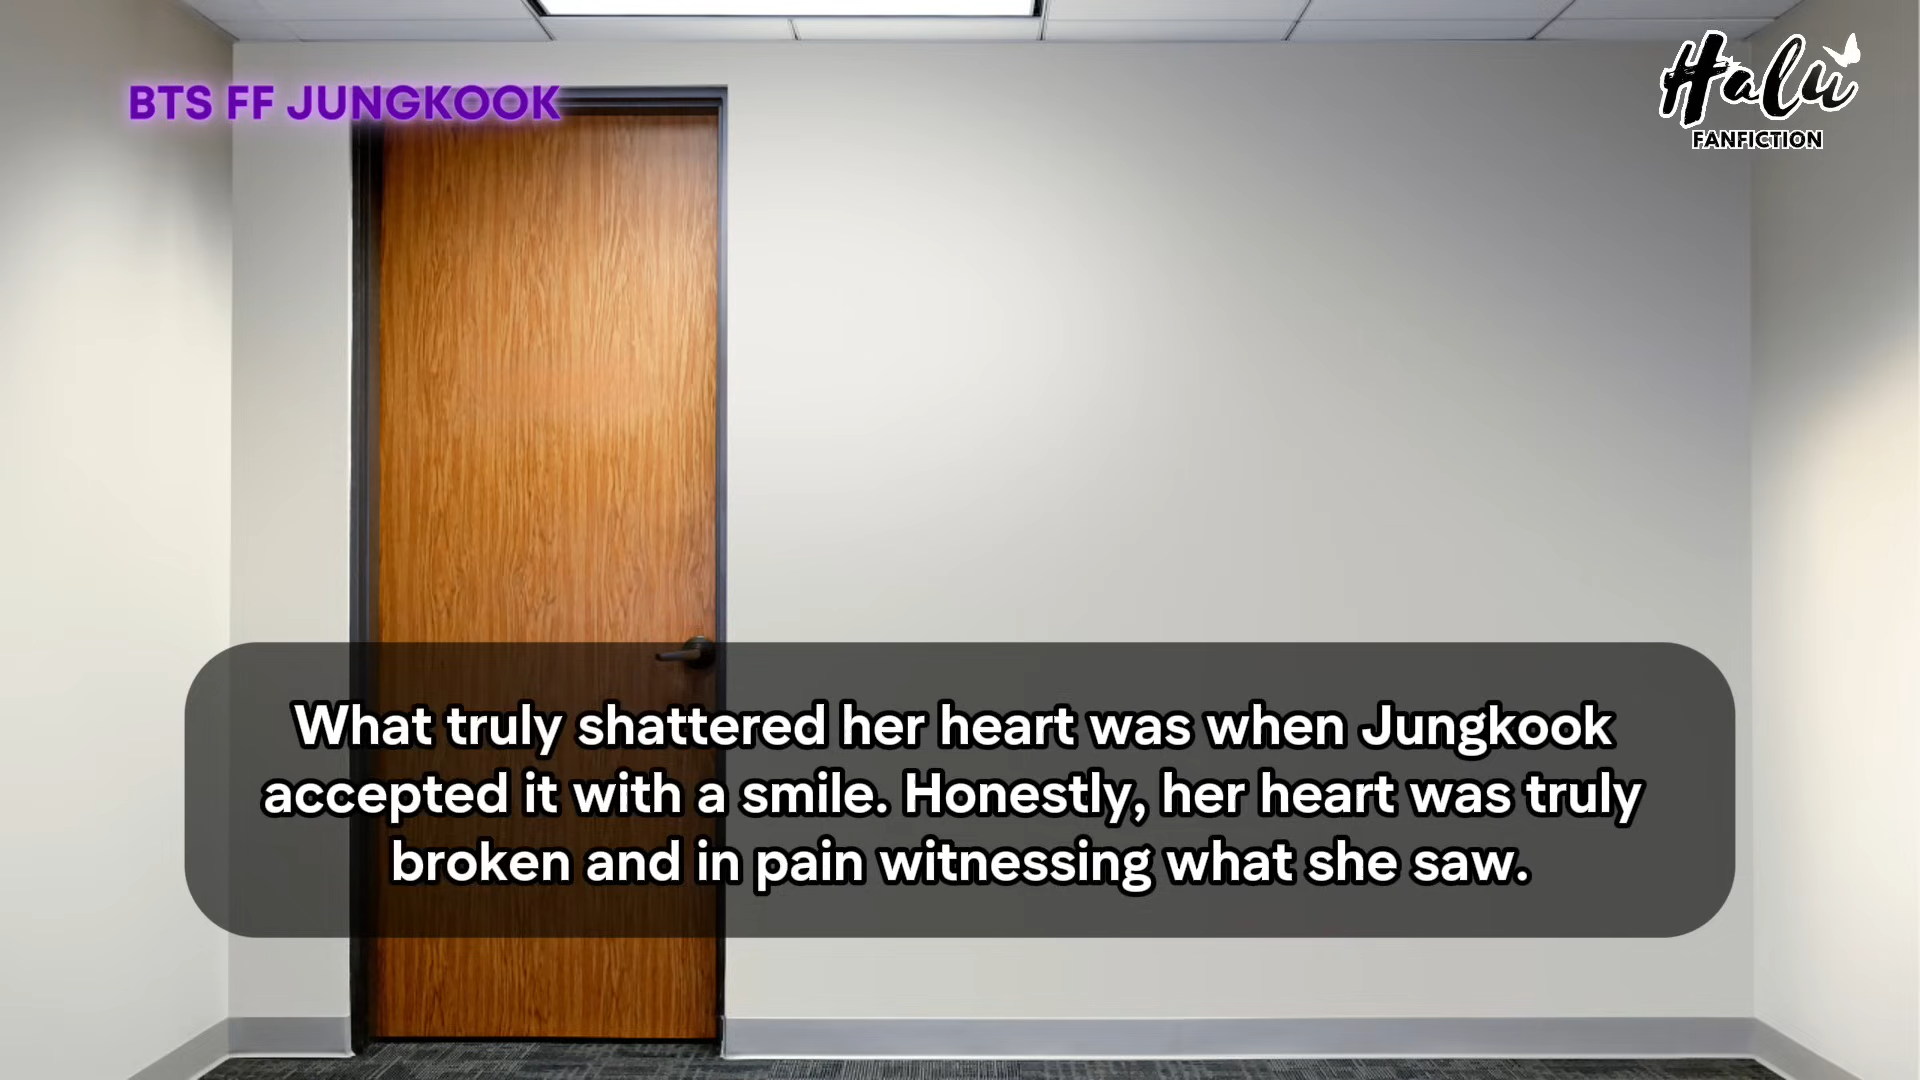 BTS FF JUNGKOOK
Halu
FANFICTION
What truly shattered her heart was when Jungkook
accepted it with a smile. Honestly, her heart was truly
broken and in pain witnessing what she saw.